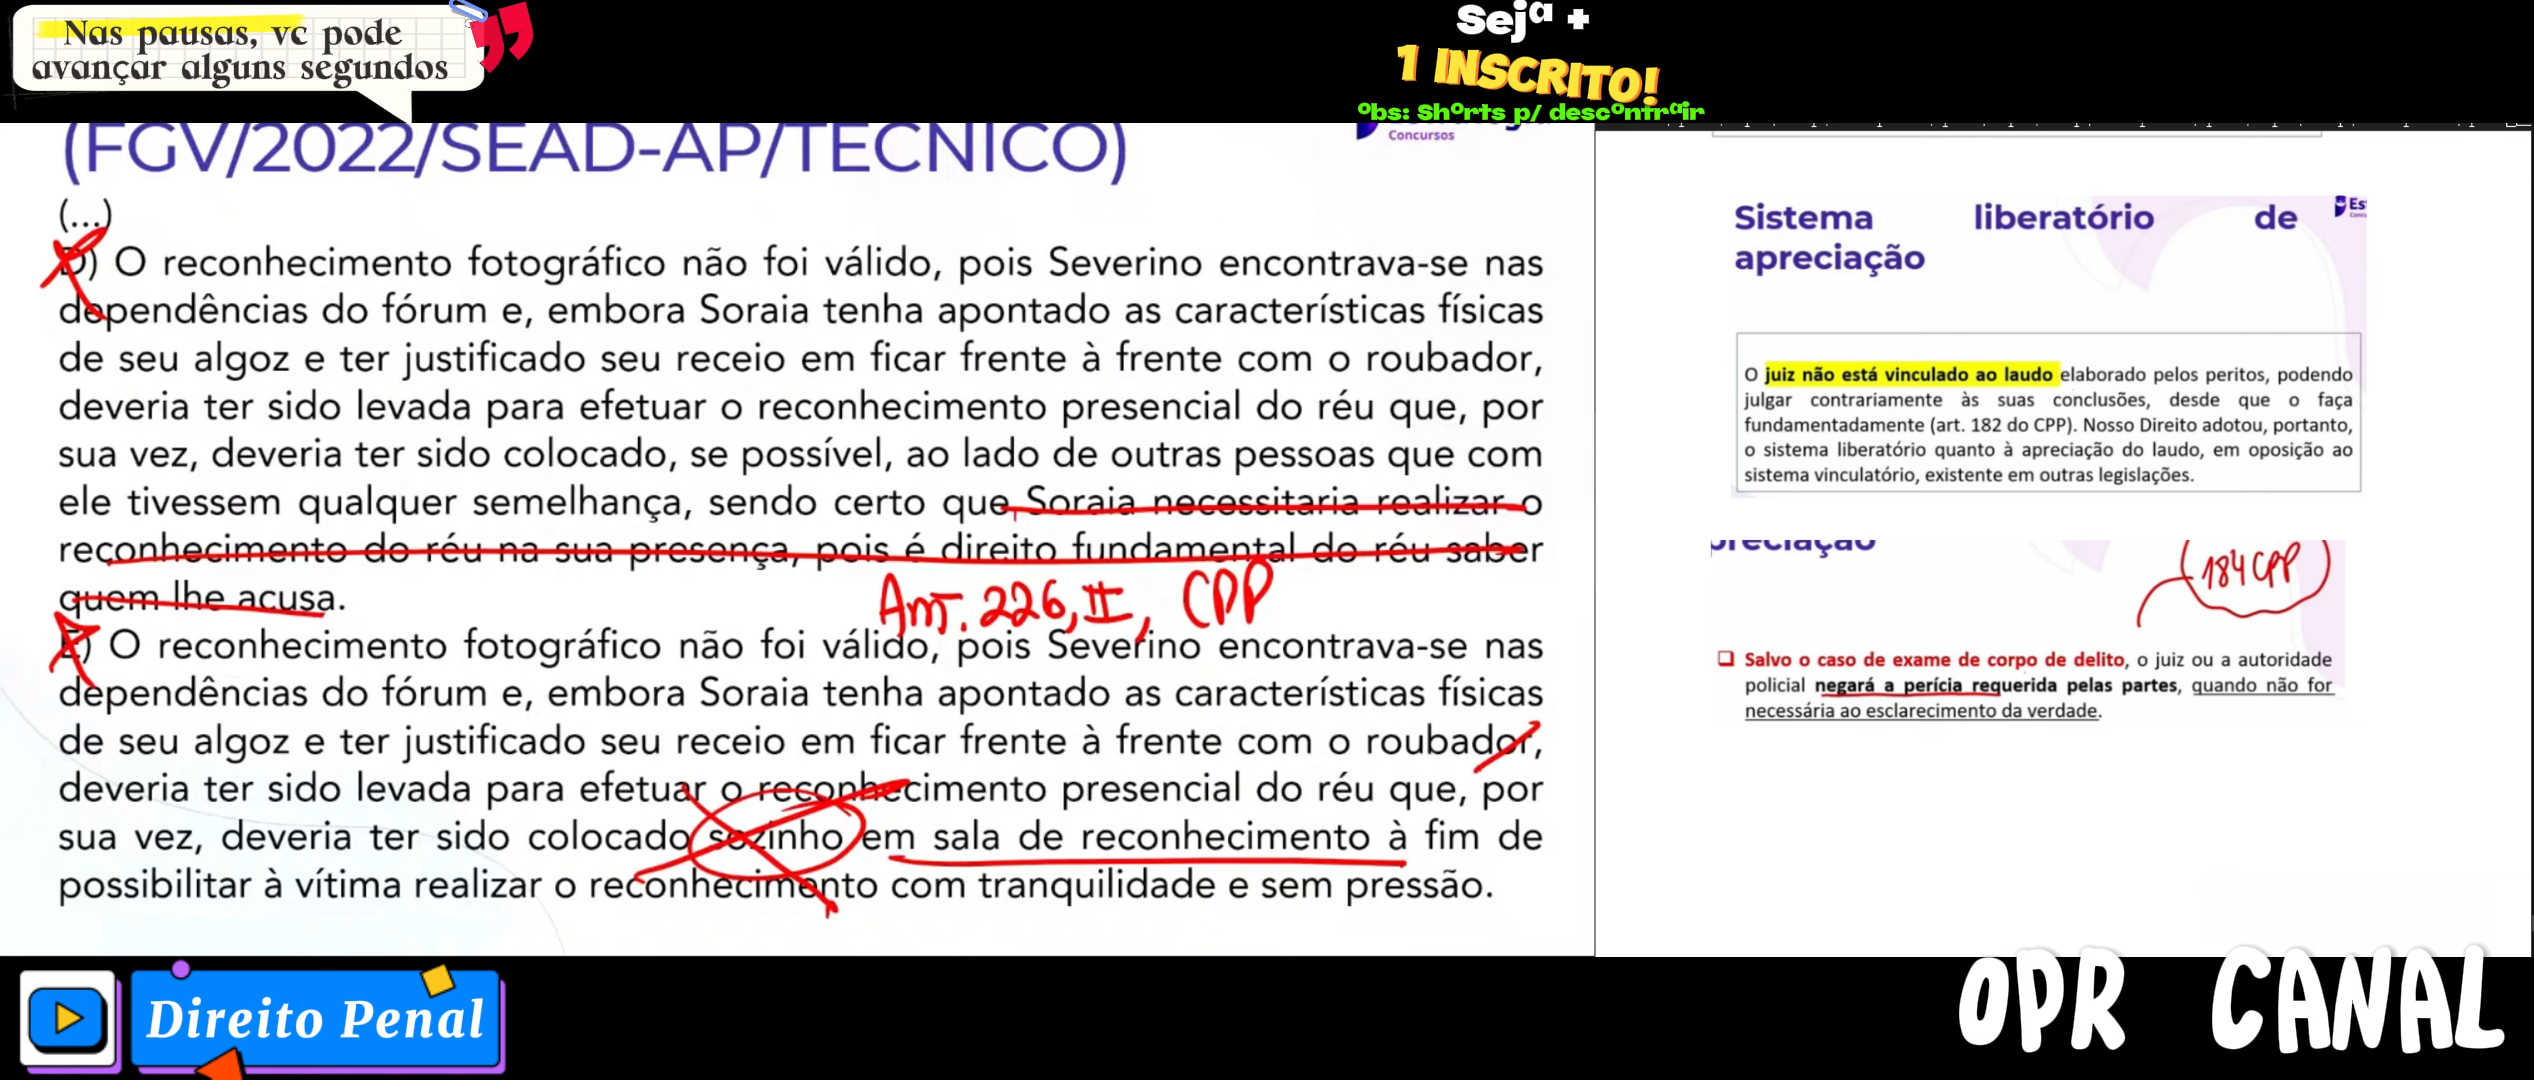 Nas pausas, vc pode
avançar alguns segundos
Seja +
1 INSCRITO!
Obs: Shorts p/ descontrair
(FGV/2022/SEAD-AP/TECNICO)
Concursos
(...)
D) O reconhecimento fotográfico não foi válido, pois Severino encontrava-se nas
dependências do fórum e, embora Soraia tenha apontado as características físicas
de seu algoz e ter justificado seu receio em ficar frente à frente com o roubador,
deveria ter sido levada para efetuar o reconhecimento presencial do réu que, por
sua vez, deveria ter sido colocado, se possível, ao lado de outras pessoas que com
ele tivessem qualquer semelhança, sendo certo que Soraia necessitaria realizar o
reconhecimento do réu na sua presença, pois é direito fundamental do réu saber
quem lhe acusa.
Art. 226, II, CPP
E) O reconhecimento fotográfico não foi válido, pois Severino encontrava-se nas
dependências do fórum e, embora Soraia tenha apontado as características físicas
de seu algoz e ter justificado seu receio em ficar frente à frente com o roubador,
deveria ter sido levada para efetuar o reconhecimento presencial do réu que, por
sua vez, deveria ter sido colocado sozinho em sala de reconhecimento à fim de
possibilitar à vítima realizar o reconhecimento com tranquilidade e sem pressão.
Sistema liberatório de
apreciação
Es
O juiz não está vinculado ao laudo elaborado pelos peritos, podendo
julgar contrariamente às suas conclusões, desde que o faça
fundamentadamente (art. 182 do CPP). Nosso Direito adotou, portanto,
o sistema liberatório quanto à apreciação do laudo, em oposição ao
sistema vinculatório, existente em outras legislações.
preciação
184 CPP
Salvo o caso de exame de corpo de delito, o juiz ou a autoridade
policial negará a perícia requerida pelas partes, quando não for
necessária ao esclarecimento da verdade.
Direito Penal
OPR CANAL